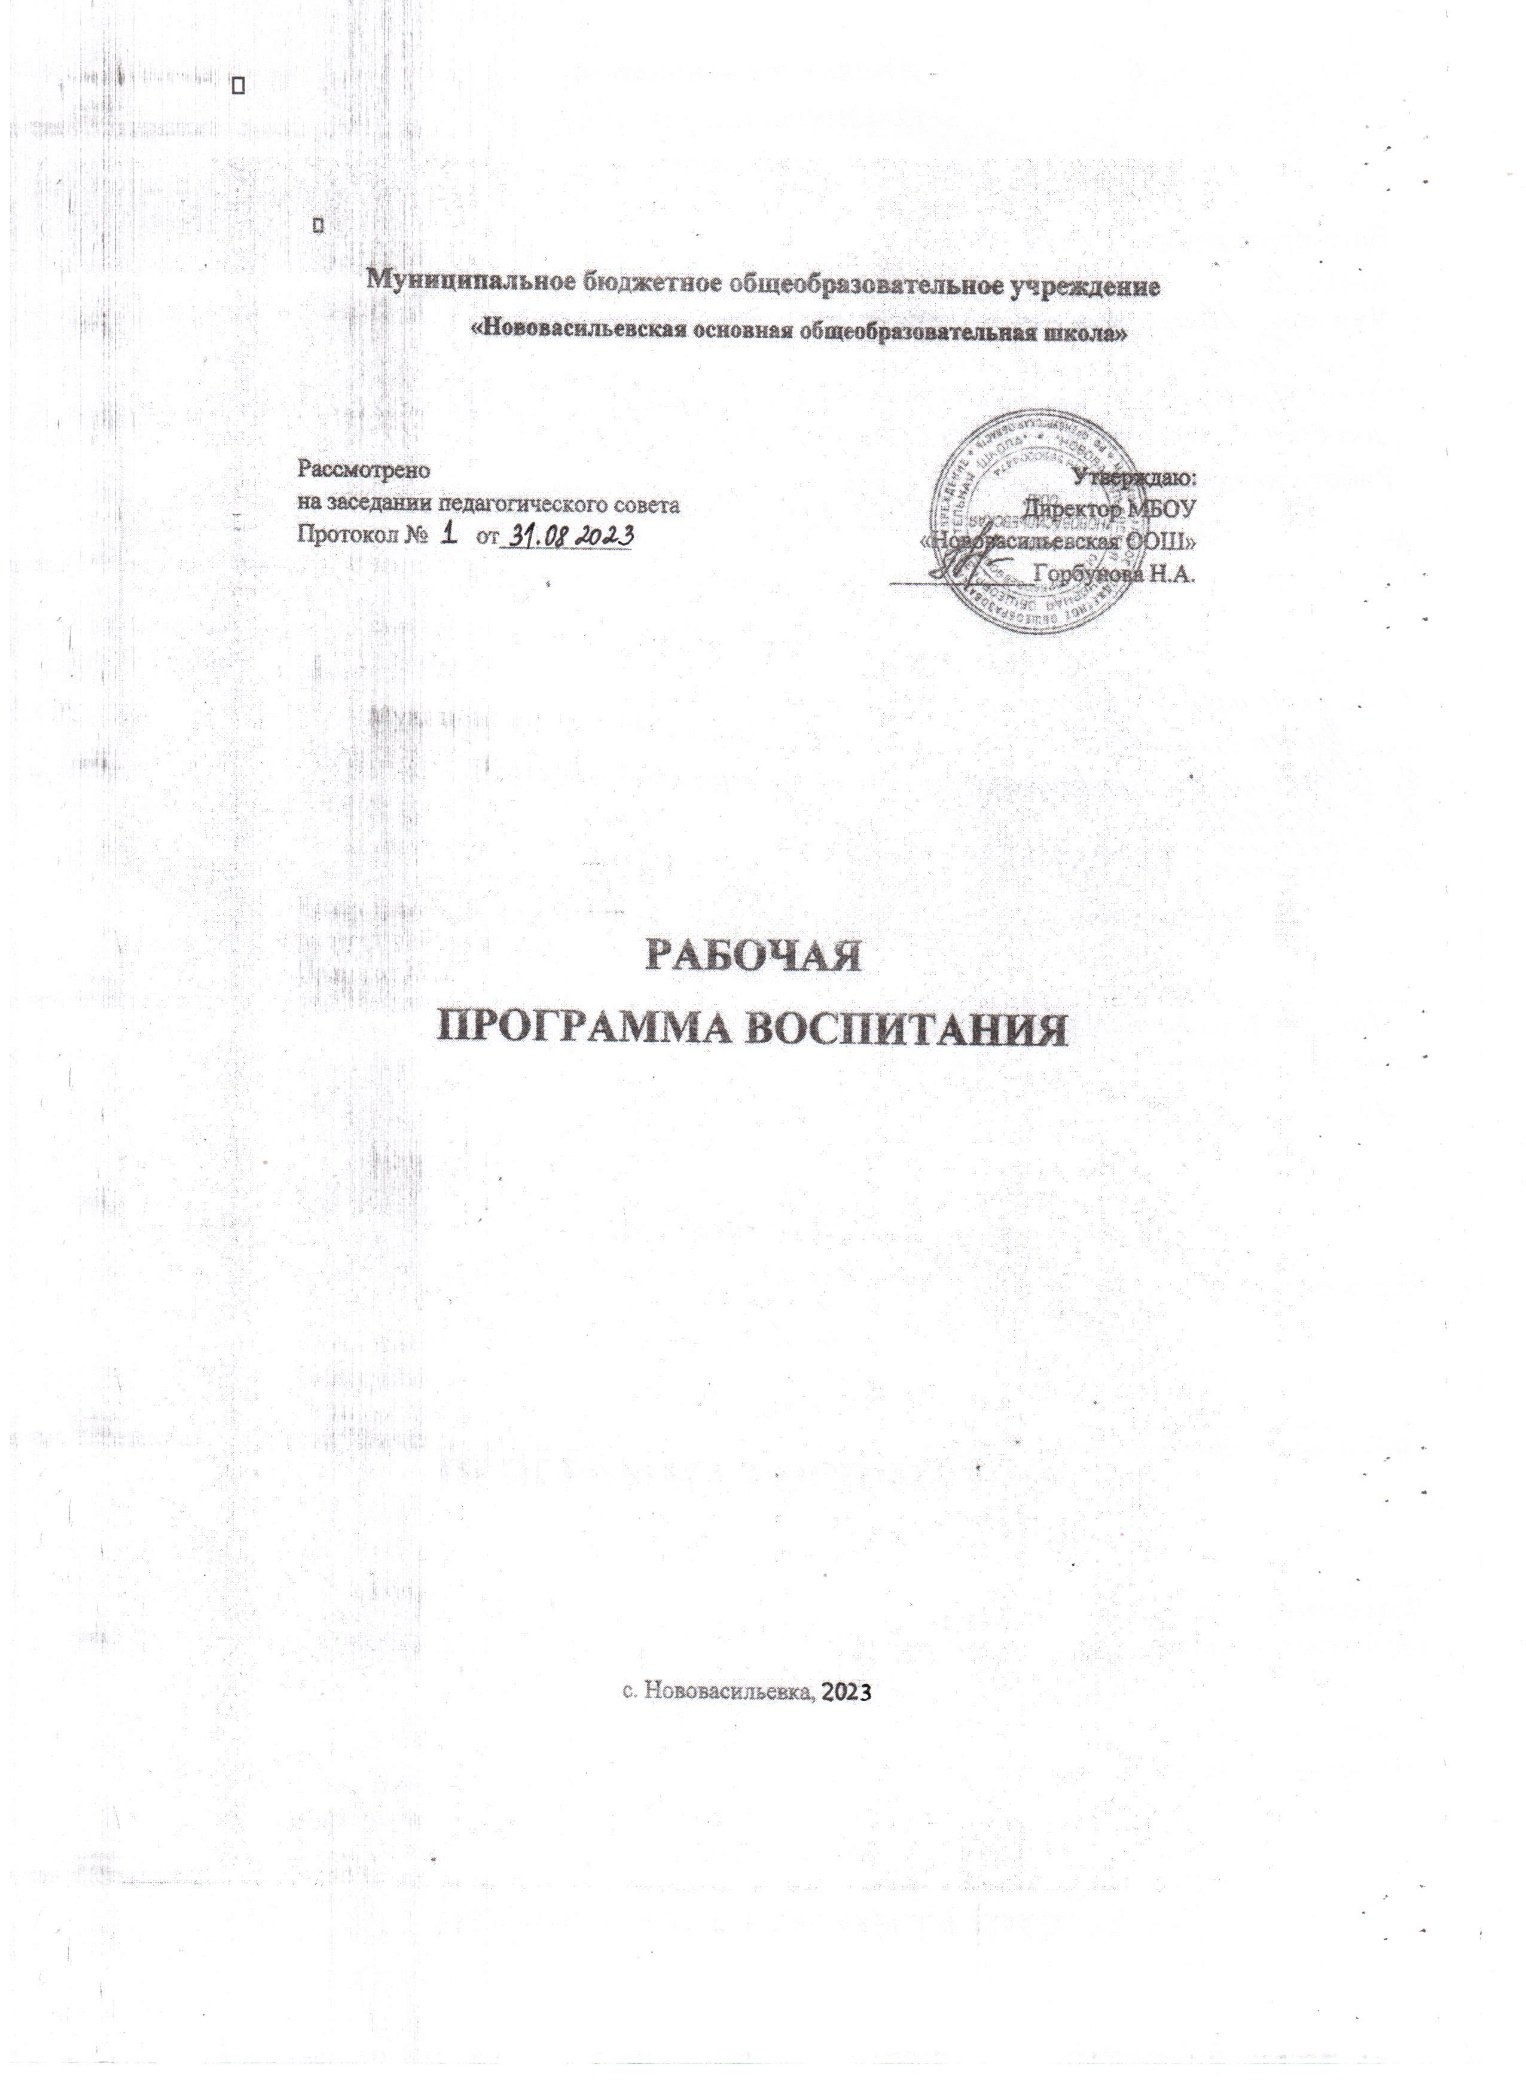 Муниципальное бюджетное общеобразовательное учреждение
«Нововасильевская основная общеобразовательная школа»
Рассмотрено
на заседании педагогического совета
Протокол № 1 от 31.08 2023
Утверждаю:
Директор МБОУ
«Нововасильевская ООШ»
Горбунова Н.А.
РАБОЧАЯ
ПРОГРАММА ВОСПИТАНИЯ
с. Нововасильевка, 2023